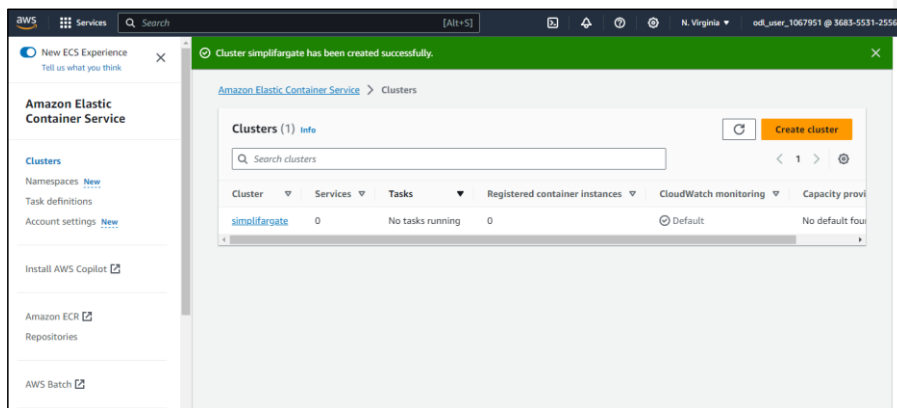 aws Services Search [Alt+S] N. Virginia odl_user_1067951 @ 3683-5531-2556
New ECS Experience
Tell us what you think
Amazon Elastic
Container Service
Clusters
Namespaces New
Task definitions
Account settings New
Install AWS Copilot
Amazon ECR
Repositories
AWS Batch
Cluster simplifargate has been created successfully.
Amazon Elastic Container Service > Clusters
Clusters (1) Info
Create cluster
Search clusters
< 1 >
Cluster Services Tasks Registered container instances CloudWatch monitoring Capacity provi
simplifargate 0 No tasks running 0 Default No default fou